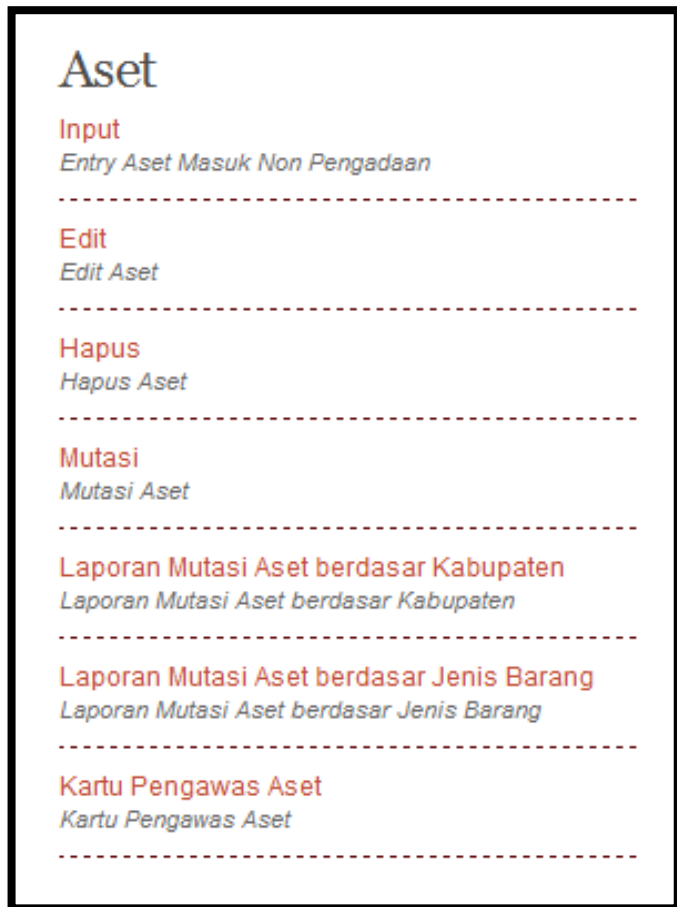 Aset
Input
Entry Aset Masuk Non Pengadaan
Edit
Edit Aset
Hapus
Hapus Aset
Mutasi
Mutasi Aset
Laporan Mutasi Aset berdasar Kabupaten
Laporan Mutasi Aset berdasar Kabupaten
Laporan Mutasi Aset berdasar Jenis Barang
Laporan Mutasi Aset berdasar Jenis Barang
Kartu Pengawas Aset
Kartu Pengawas Aset